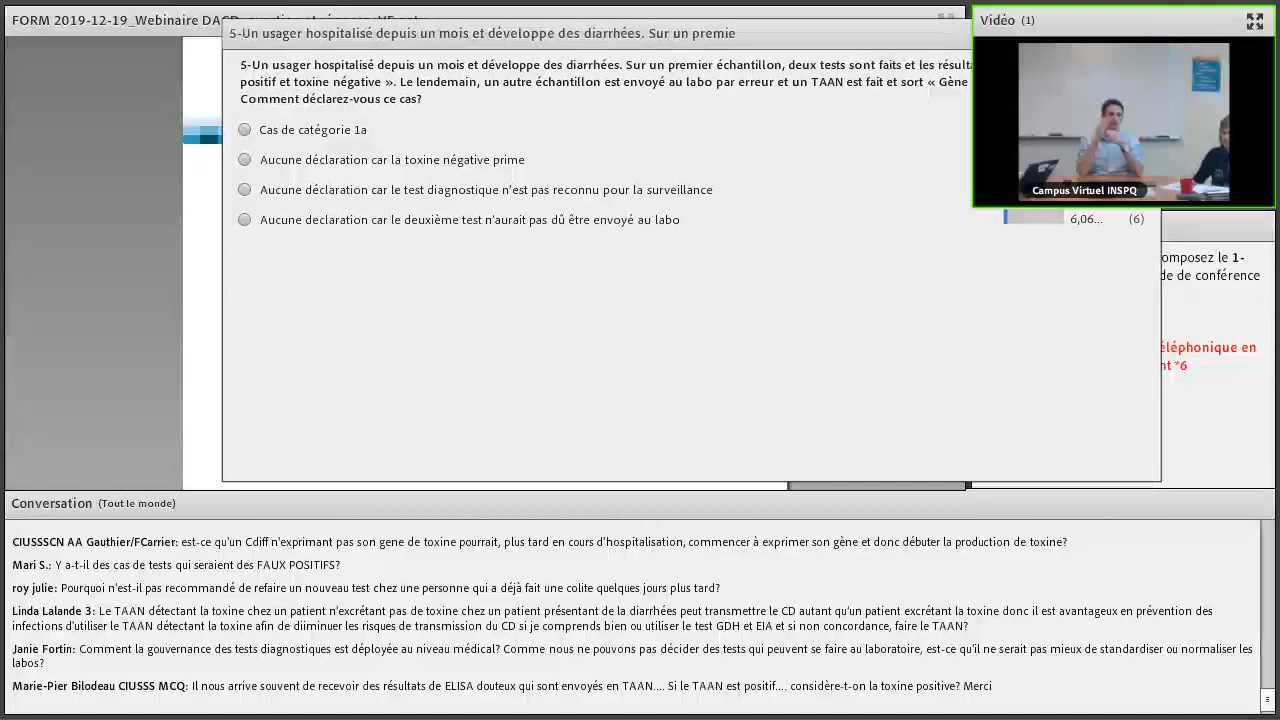 FORM 2019-12-19_Webinaire
5-Un usager hospitalisé depuis un mois et développe des diarrhées. Sur un premie
Vidéo (1)
5-Un usager hospitalisé depuis un mois et développe des diarrhées. Sur un premier échantillon, deux tests sont faits et les
positif et toxine négative ». Le lendemain, un autre échantillon est envoyé au labo par erreur et un TAAN est fait et sort « Gène
Comment déclarez-vous ce cas?
Cas de catégorie 1a
Aucune déclaration car la toxine négative prime
Aucune déclaration car le test diagnostique n'est pas reconnu pour la surveillance
Aucune declaration car le deuxième test n'aurait pas dû être envoyé au labo
6,06... (6)
Campus Virtuel INSPQ
omposez le 1-
de de conférence
éléphonique en
nt *6
Conversation (Tout le monde)
CIUSSSCN AA Gauthier/FCarrier: est-ce qu'un Cdiff n'exprimant pas son gene de toxine pourrait, plus tard en cours d'hospitalisation, commencer à exprimer son gène et donc débuter la production de toxine?
Mari S.: Y a-t-il des cas de tests qui seraient des FAUX POSITIFS?
roy julie: Pourquoi n'est-il pas recommandé de refaire un nouveau test chez une personne qui a déjà fait une colite quelques jours plus tard?
Linda Lalande 3: Le TAAN détectant la toxine chez un patient n'excrétant pas de toxine chez un patient présentant de la diarrhées peut transmettre le CD autant qu'un patient excrétant la toxine donc il est avantageux en prévention des
infections d'utiliser le TAAN détectant la toxine afin de diiminuer les risques de transmission du CD si je comprends bien ou utiliser le test GDH et EIA et si non concordance, faire le TAAN?
Janie Fortin: Comment la gouvernance des tests diagnostiques est déployée au niveau médical? Comme nous ne pouvons pas décider des tests qui peuvent se faire au laboratoire, est-ce qu'il ne serait pas mieux de standardiser ou normaliser les
labos?
Marie-Pier Bilodeau CIUSSS MCQ: Il nous arrive souvent de recevoir des résultats de ELISA douteux qui sont envoyés en TAAN.... Si le TAAN est positif.... considère-t-on la toxine positive? Merci